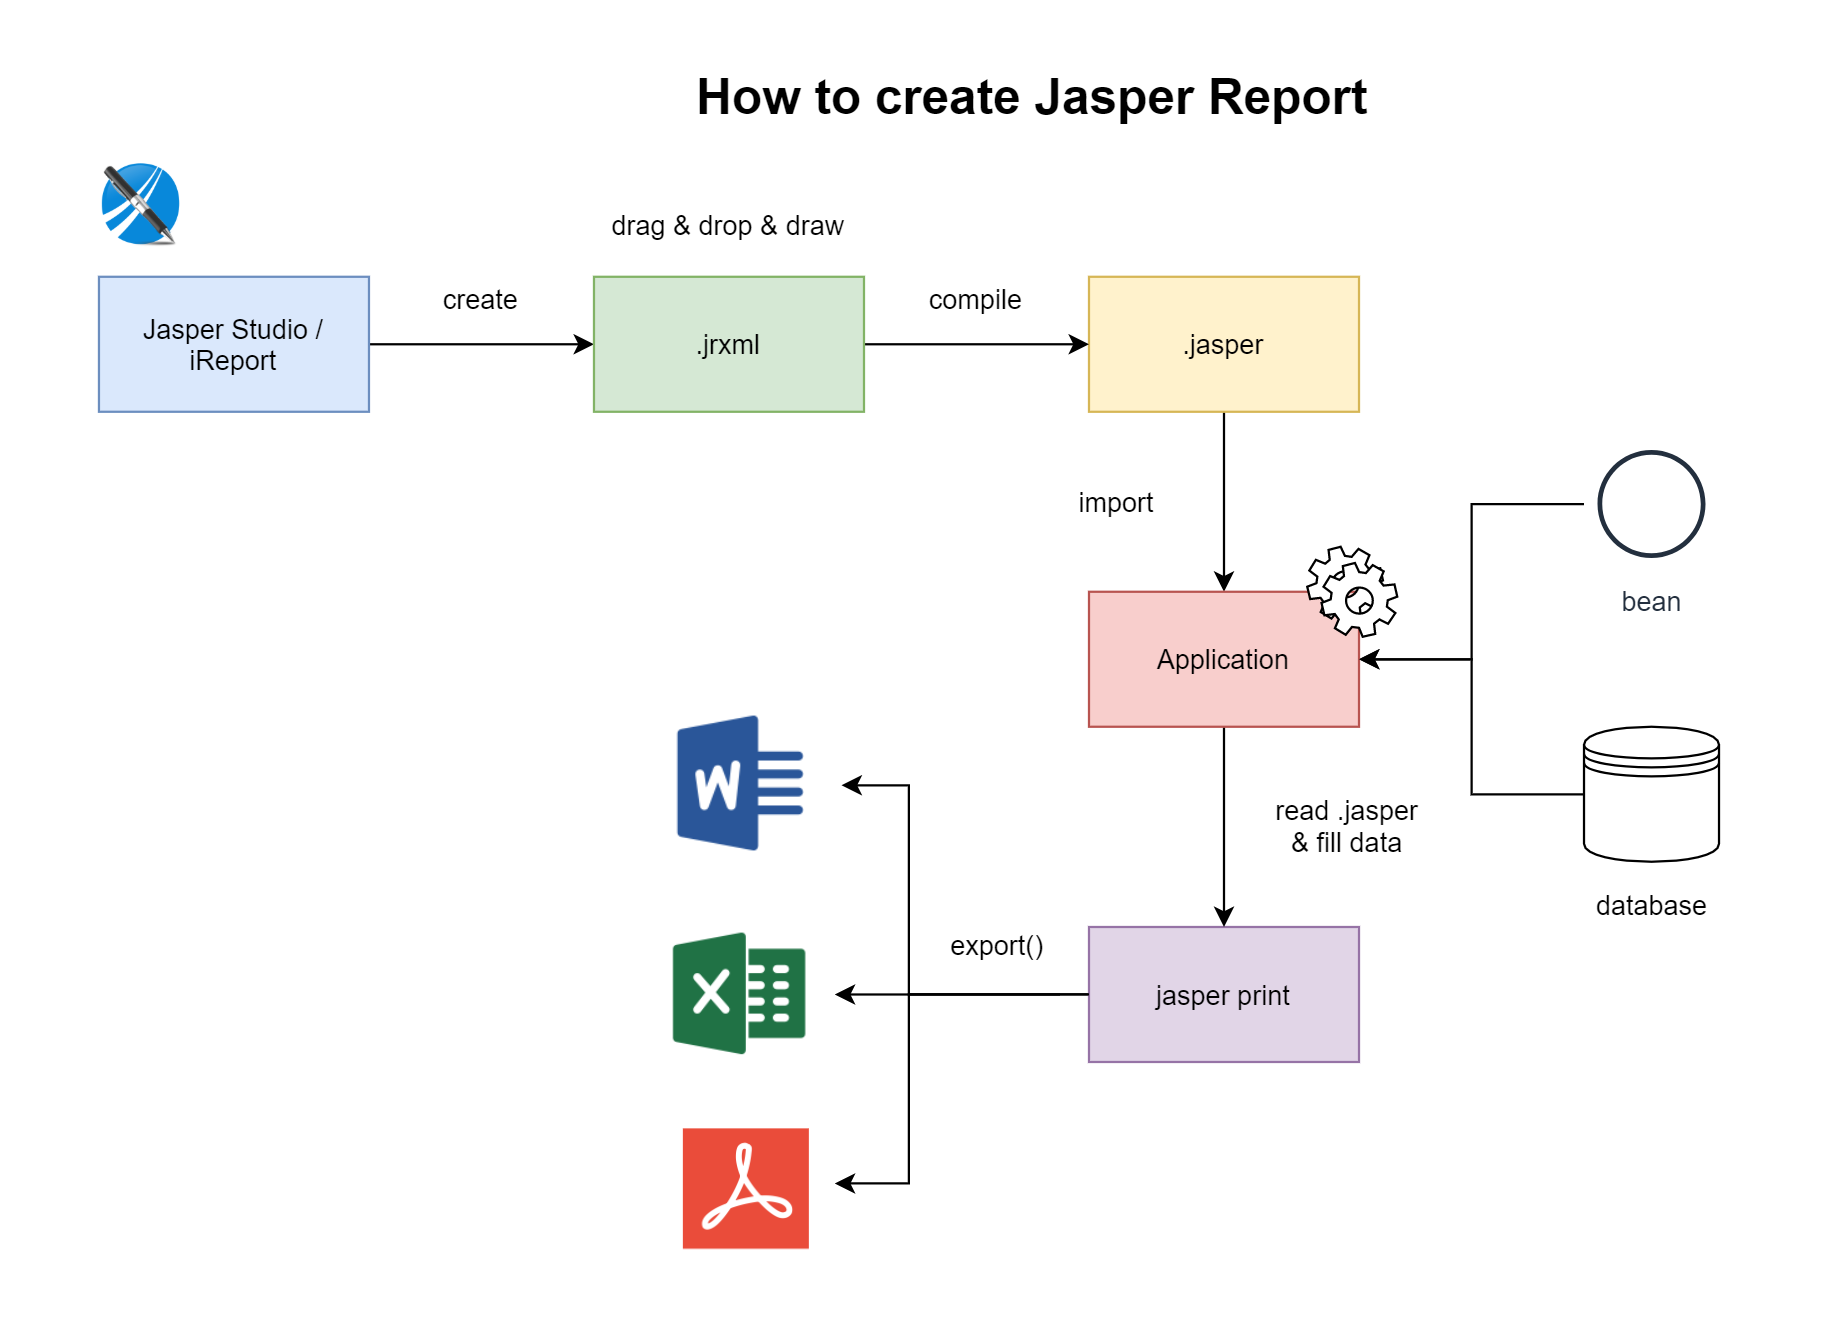 How to create Jasper Report
drag & drop & draw
Jasper Studio /
iReport
create
.jrxml
compile
.jasper
import
bean
Application
W
read .jasper
& fill data
database
export()
X
jasper print